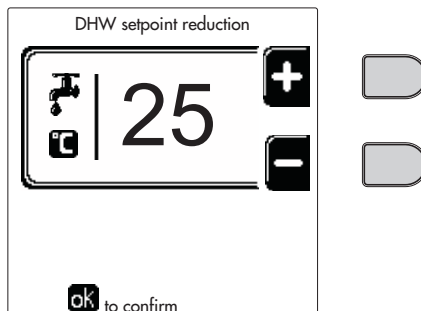 DHW setpoint reduction
°C 25 + −
ok to confirm